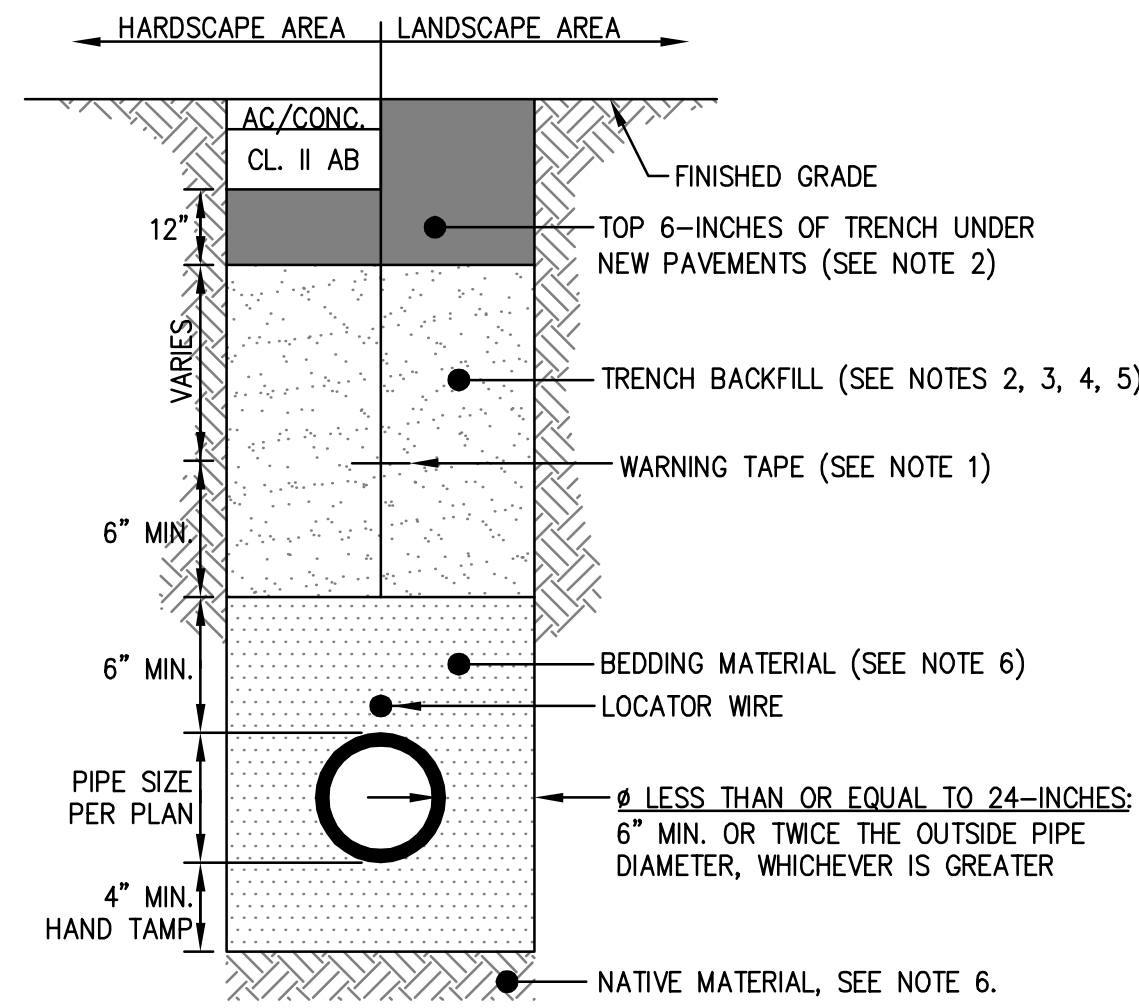 HARDSCAPE AREA
LANDSCAPE AREA
AC/CONC.
CL. II AB
FINISHED GRADE
12"
TOP 6-INCHES OF TRENCH UNDER
NEW PAVEMENTS (SEE NOTE 2)
VARIES
TRENCH BACKFILL (SEE NOTES 2, 3, 4, 5)
WARNING TAPE (SEE NOTE 1)
6" MIN.
6" MIN.
BEDDING MATERIAL (SEE NOTE 6)
LOCATOR WIRE
PIPE SIZE
PER PLAN
ø LESS THAN OR EQUAL TO 24-INCHES:
6" MIN. OR TWICE THE OUTSIDE PIPE
DIAMETER, WHICHEVER IS GREATER
4" MIN.
HAND TAMP
NATIVE MATERIAL, SEE NOTE 6.